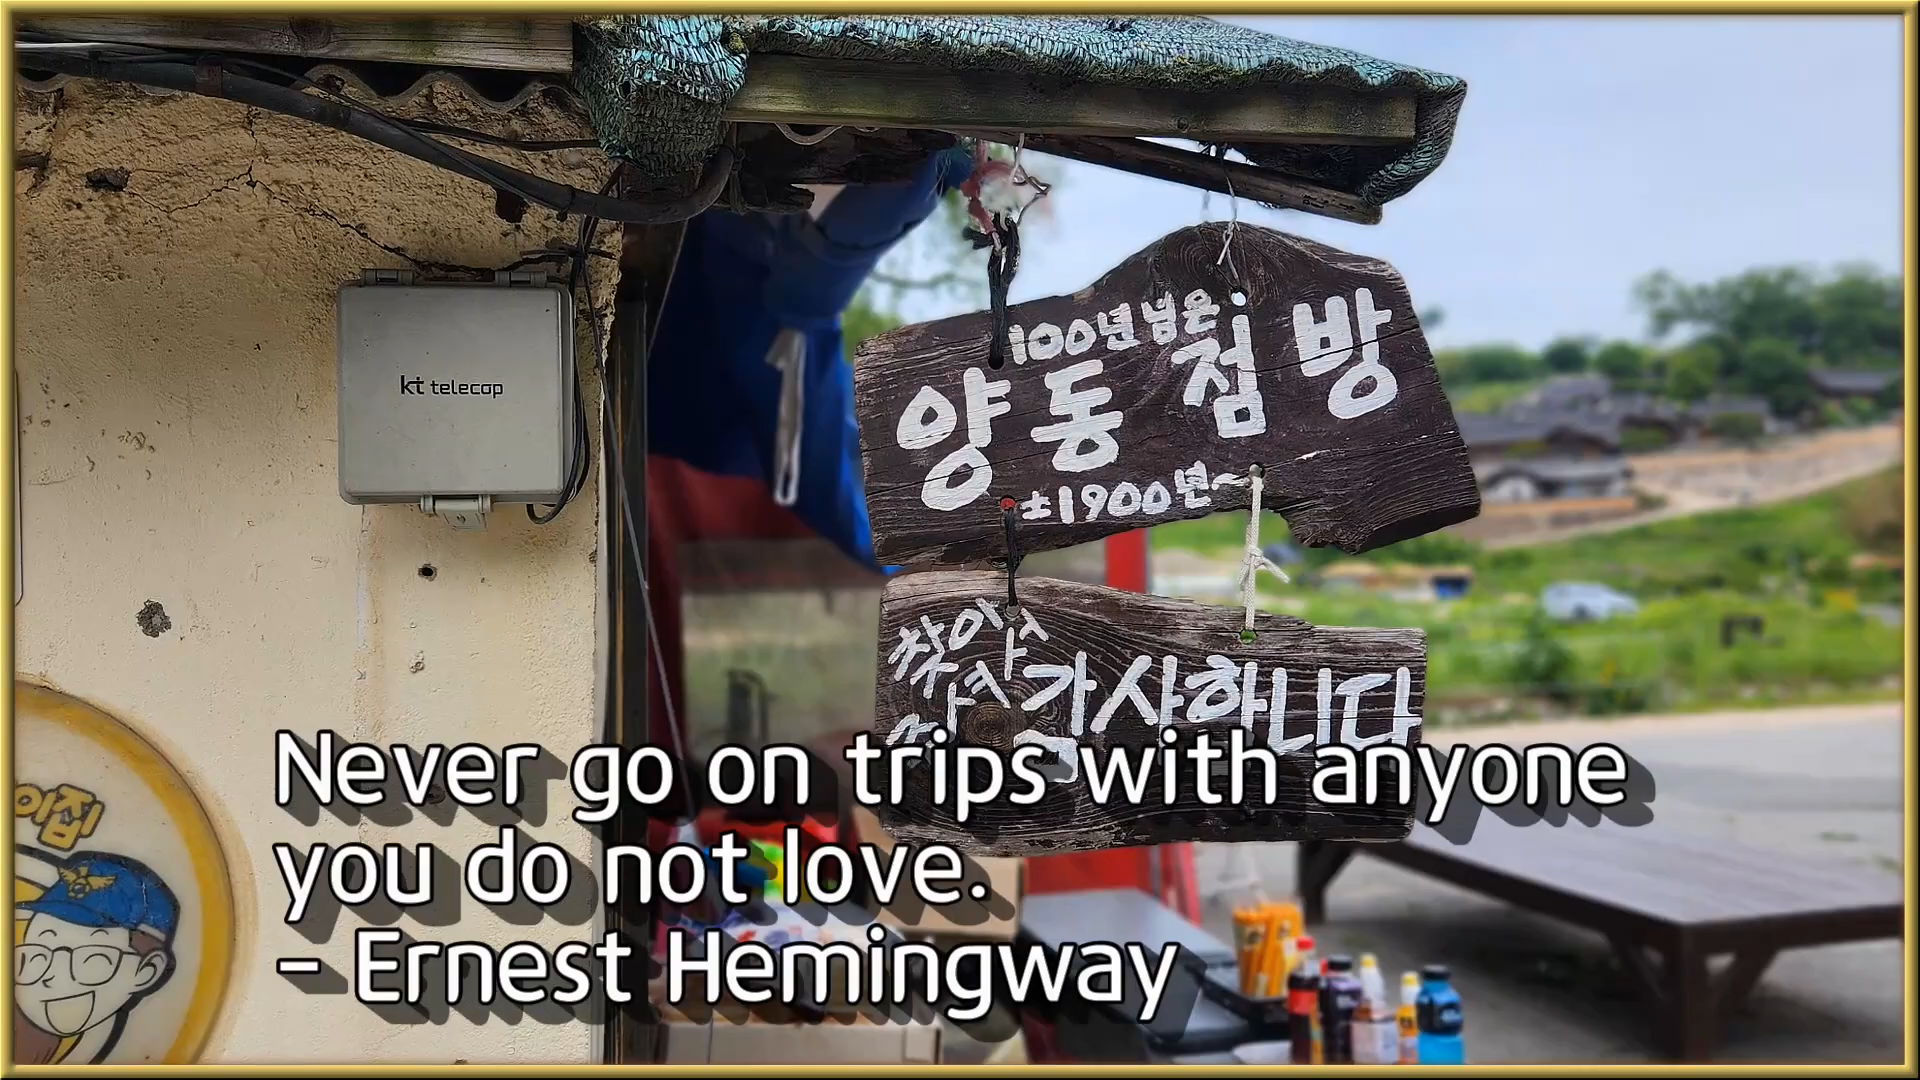 kt telecop
100년 넘은
양동점방
±1900년~
찾아주
셔서
감사합니다
이집!
Never go on trips with anyone
you do not love.
- Ernest Hemingway